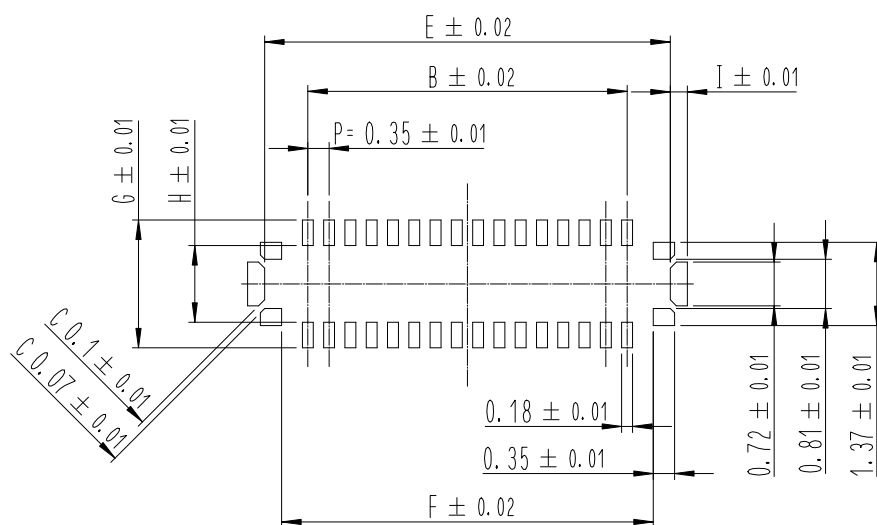 E ± 0.02
B ± 0.02
I ± 0.01
P= 0.35 ± 0.01
G ± 0.01
H ± 0.01
C 0.1 ± 0.01
C 0.07 ± 0.01
0.18 ± 0.01
0.35 ± 0.01
0.72 ± 0.01
0.81 ± 0.01
1.37 ± 0.01
F ± 0.02